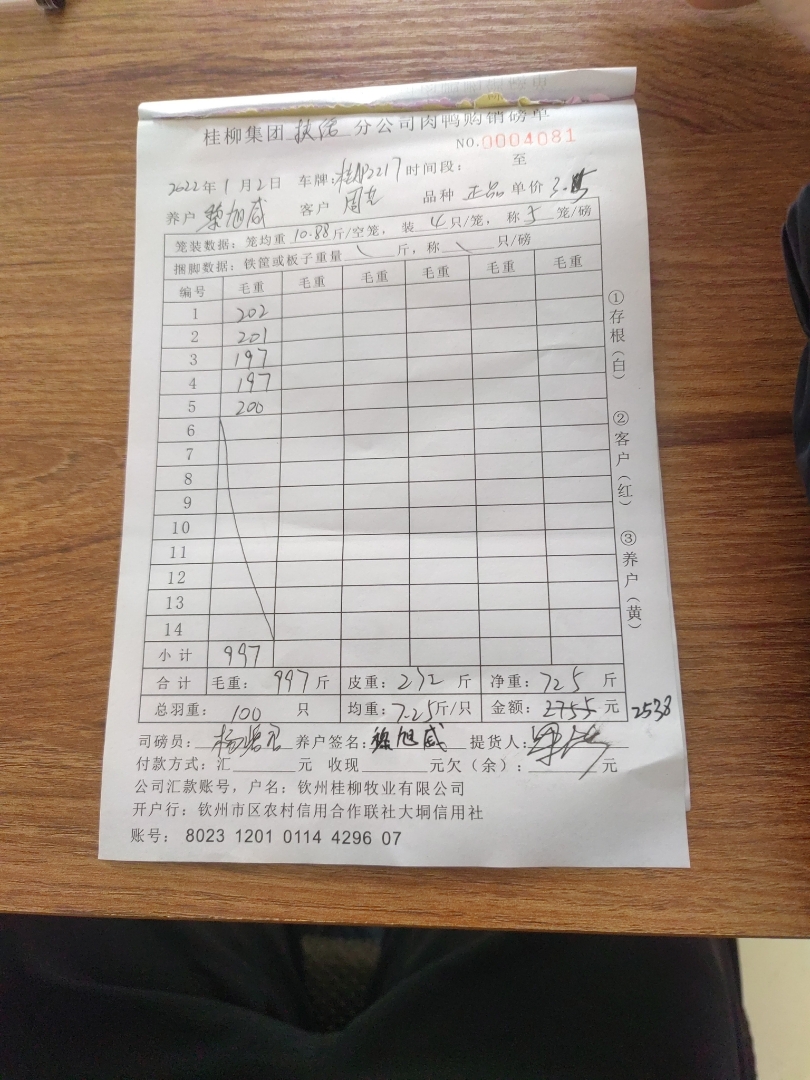 桂柳集团 分公司肉鸭购销磅单
NO.0004081
2022年1月2日 车牌: 217 时间段: 至
养户 黎旭威 客户 周 品种 正品 单价 3.
笼装数据: 笼均重 10.88 斤/空笼, 装 4 只/笼, 称 5 笼/磅
捆脚数据: 铁筐或板子重量 \ 斤, 称 \ 只/磅
编号 毛重 毛重 毛重 毛重 毛重 毛重
1 202
2 201
3 197
4 197
5 200
6
7
8
9
10
11
12
13
14
小计 997
合计 毛重: 997 斤 皮重: 272 斤 净重: 725 斤
总羽重: 100 只 均重: 7.25 斤/只 金额: 2755 元 2538
司磅员: 杨 养户签名: 黎旭威 提货人:
付款方式: 汇 元 收现 元欠(余): 元
公司汇款账号, 户名: 钦州桂柳牧业有限公司
开户行: 钦州市区农村信用合作联社大垌信用社
账号: 8023 1201 0114 4296 07
①存根(白)
②客户(红)
③养户(黄)